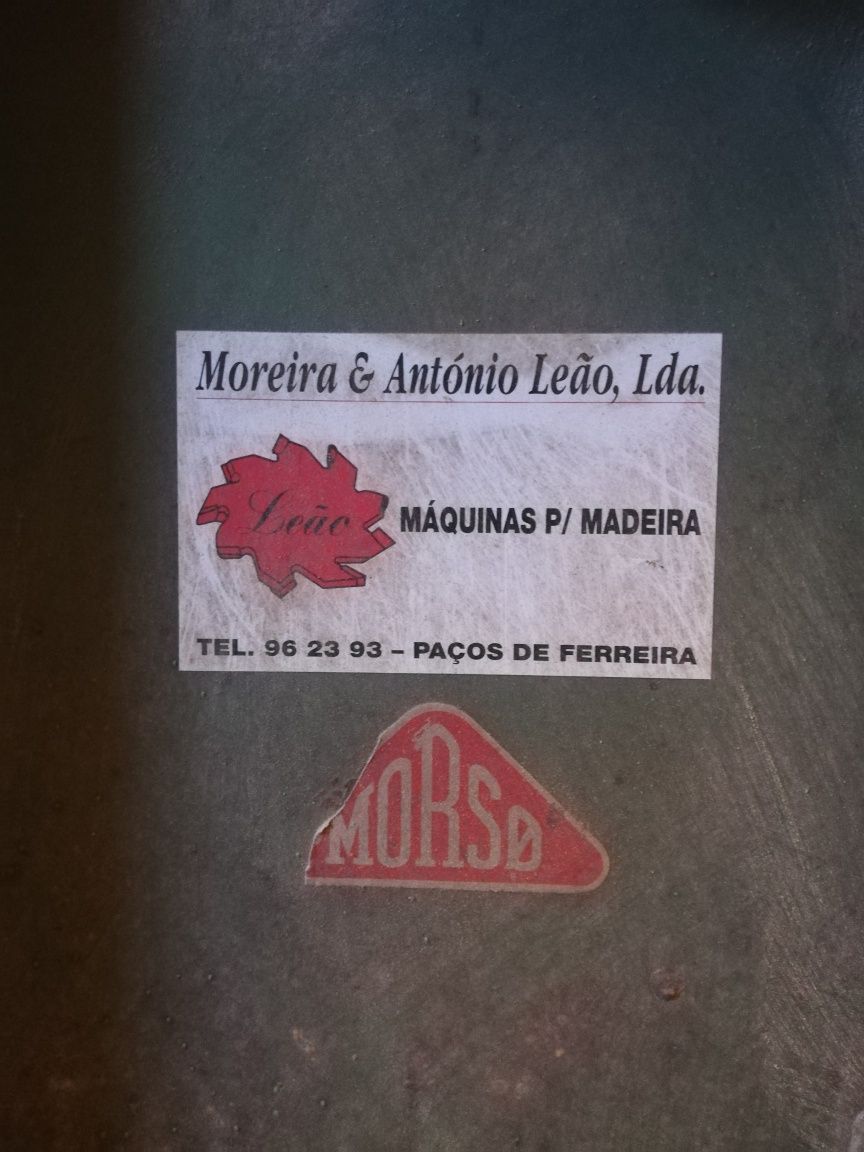 Moreira & António Leão, Lda.
Leão
MÁQUINAS P/ MADEIRA
TEL. 96 23 93 – PAÇOS DE FERREIRA
MORSØ